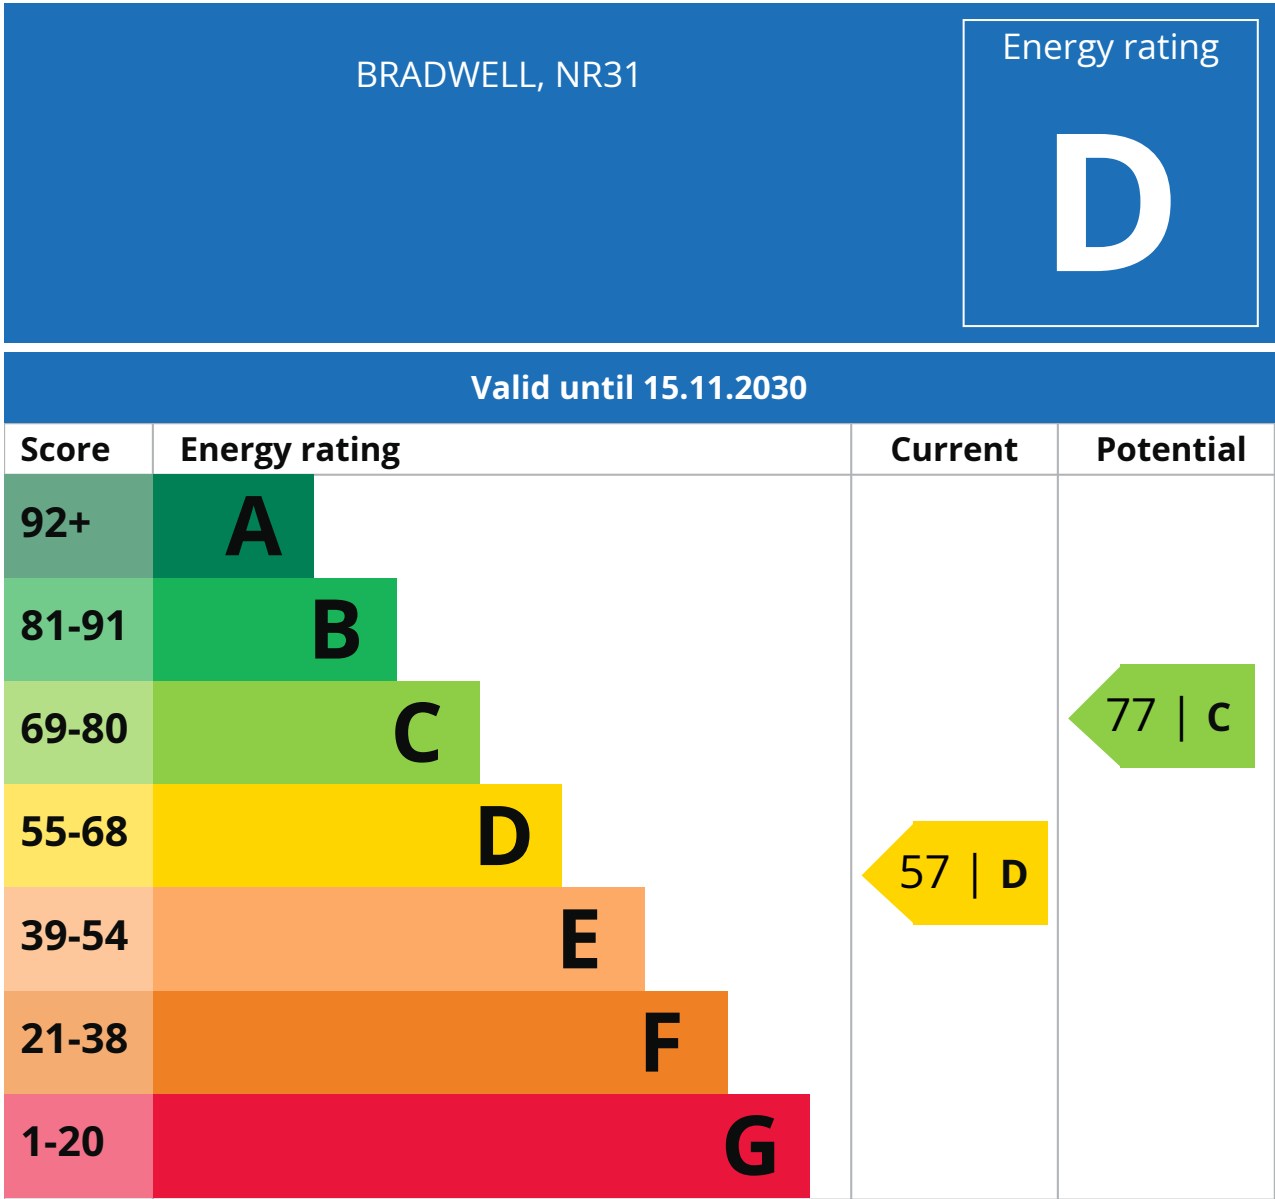 BRADWELL, NR31
Energy rating
D
Valid until 15.11.2030
Score Energy rating Current Potential
92+ A
81-91 B
69-80 C
77 | C
55-68 D
57 | D
39-54 E
21-38 F
1-20 G